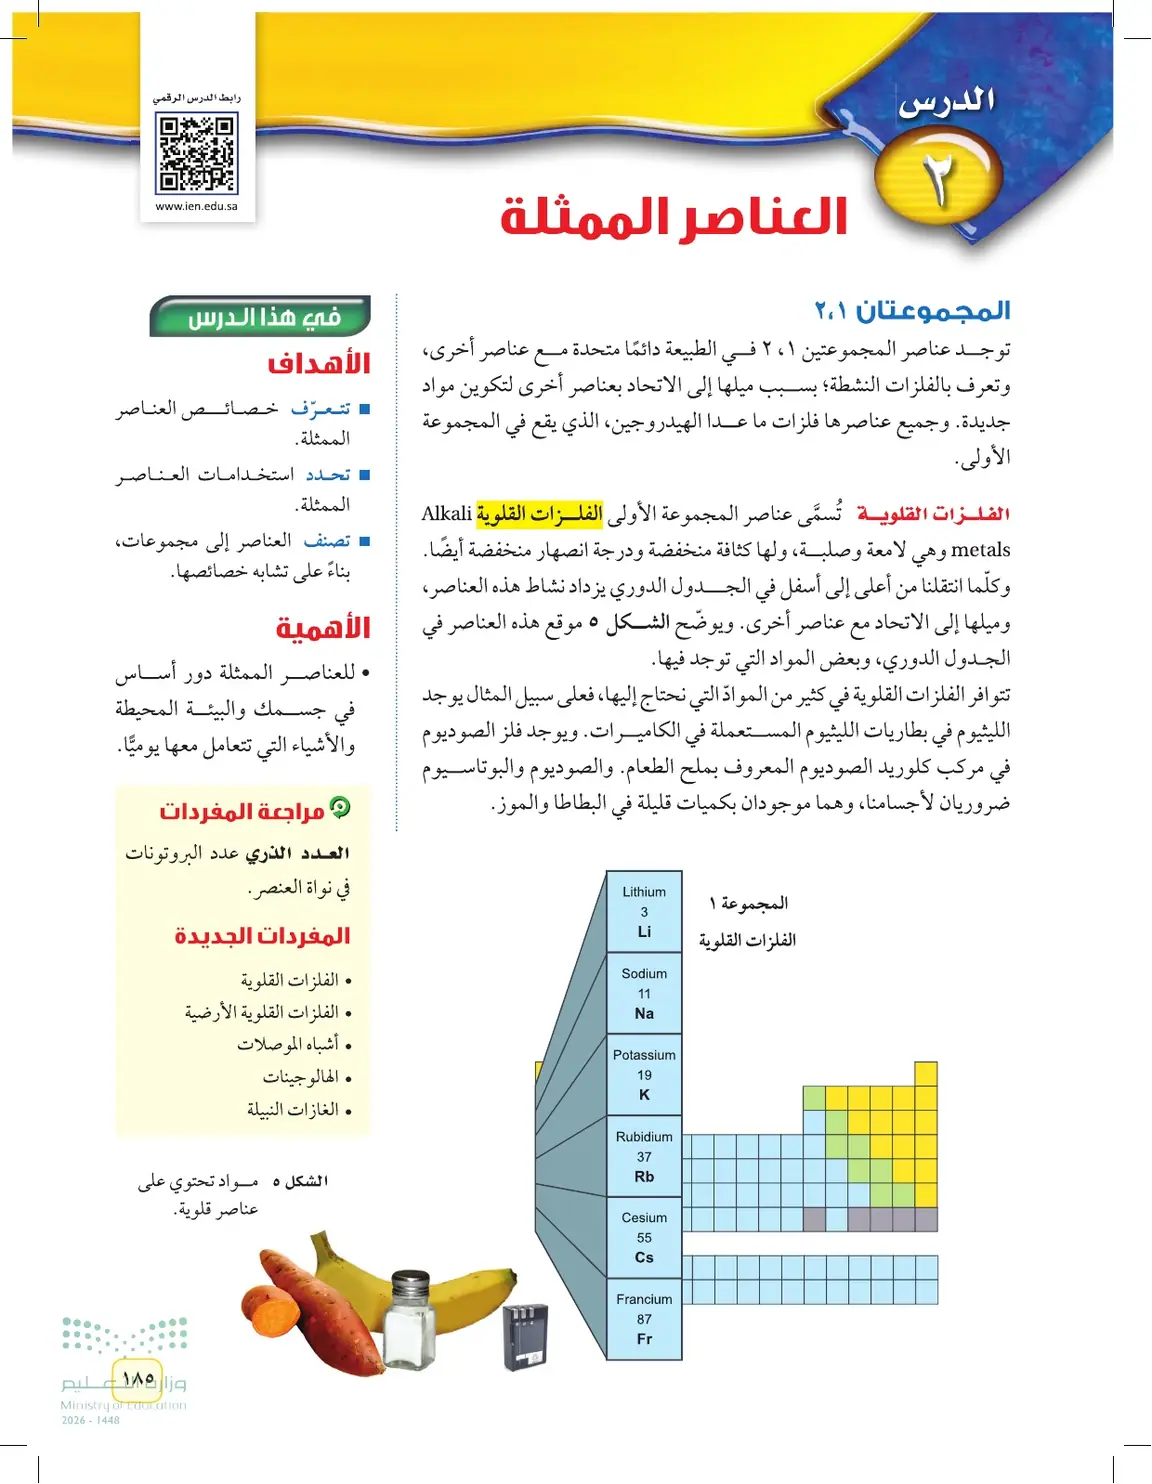 رابط الدرس الرقمي
www.ien.edu.sa
الدرس
٢
العناصر الممثلة
المجموعتان ١،٢
توجد عناصر المجموعتين ١، ٢ في الطبيعة دائمًا متحدة مع عناصر أخرى،
وتعرف بالفلزات النشطة؛ بسبب ميلها إلى الاتحاد بعناصر أخرى لتكوين مواد
جديدة. وجميع عناصرها فلزات ما عدا الهيدروجين، الذي يقع في المجموعة
الأولى.
الفلزات القلوية تُسمَّى عناصر المجموعة الأولى الفلزات القلوية Alkali
metals وهي لامعة وصلبة، ولها كثافة منخفضة ودرجة انصهار منخفضة أيضًا.
وكلّما انتقلنا من أعلى إلى أسفل في الجدول الدوري يزداد نشاط هذه العناصر،
وميلها إلى الاتحاد مع عناصر أخرى. ويوضّح الشكل ٥ موقع هذه العناصر في
الجدول الدوري، وبعض المواد التي توجد فيها.
تتوافر الفلزات القلوية في كثير من الموادّ التي نحتاج إليها، فعلى سبيل المثال يوجد
الليثيوم في بطاريات الليثيوم المستعملة في الكاميرات. ويوجد فلز الصوديوم
في مركب كلوريد الصوديوم المعروف بملح الطعام. والصوديوم والبوتاسيوم
ضروريان لأجسامنا، وهما موجودان بكميات قليلة في البطاطا والموز.
في هذا الدرس
الأهداف
■ تتعرّف خصائص العناصر
الممثلة.
■ تحدد استخدامات العناصر
الممثلة.
■ تصنف العناصر إلى مجموعات،
بناءً على تشابه خصائصها.
الأهمية
• للعناصر الممثلة دور أساس
في جسمك والبيئة المحيطة
والأشياء التي تتعامل معها يوميًّا.
مراجعة المفردات
العدد الذري عدد البروتونات
في نواة العنصر.
المفردات الجديدة
• الفلزات القلوية
• الفلزات القلوية الأرضية
• أشباه الموصلات
• الهالوجينات
• الغازات النبيلة
الشكل ٥ مواد تحتوي على
عناصر قلوية.
المجموعة ١
الفلزات القلوية
Lithium
3
Li
Sodium
11
Na
Potassium
19
K
Rubidium
37
Rb
Cesium
55
Cs
Francium
87
Fr
وزارة التعليم
١٨٥
Ministry of Education
2026 - 1448